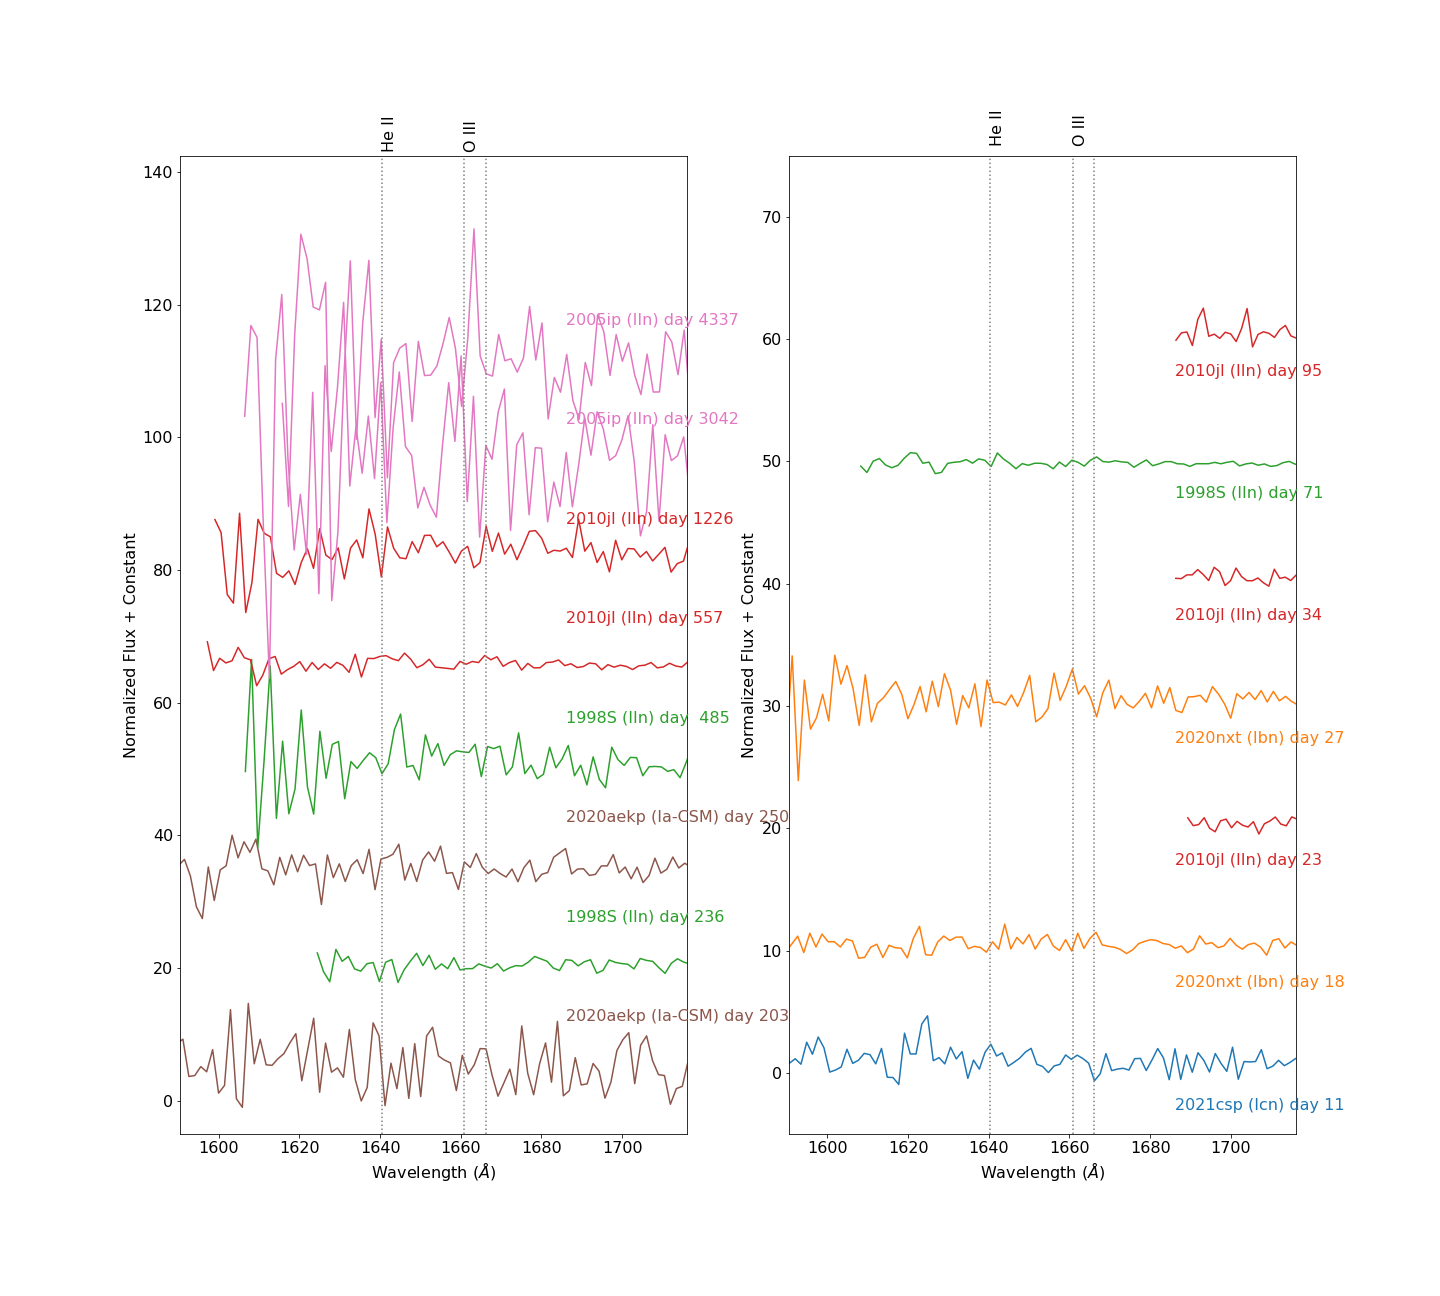 He II
O III
140
120
100
80
60
40
20
0
Normalized Flux + Constant
2005ip (IIn) day 4337
2005ip (IIn) day 3042
2010jl (IIn) day 1226
2010jl (IIn) day 557
1998S (IIn) day  485
2020aekp (Ia-CSM) day 250
1998S (IIn) day 236
2020aekp (Ia-CSM) day 203
1600 1620 1640 1660 1680 1700
Wavelength (Å)
He II
O III
70
60
50
40
30
20
10
0
Normalized Flux + Constant
2010jl (IIn) day 95
1998S (IIn) day 71
2010jl (IIn) day 34
2020nxt (Ibn) day 27
2010jl (IIn) day 23
2020nxt (Ibn) day 18
2021csp (Icn) day 11
1600 1620 1640 1660 1680 1700
Wavelength (Å)